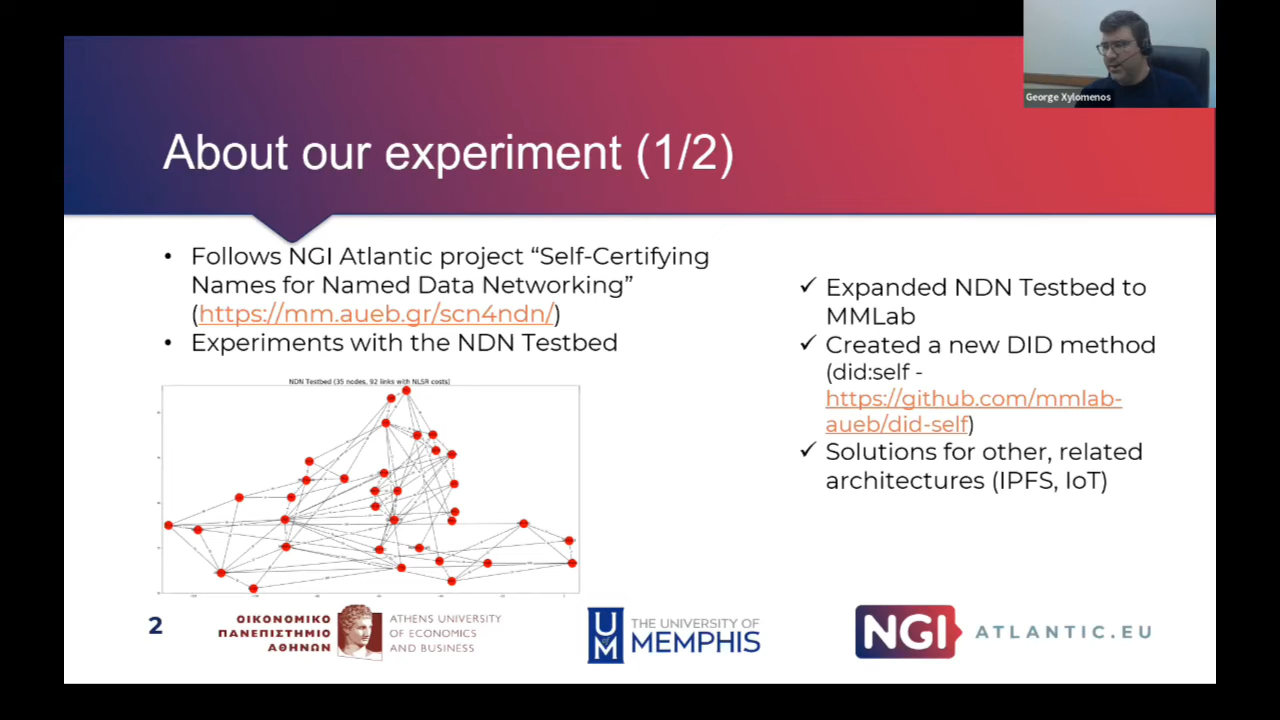 George Xylomenos
About our experiment (1/2)
• Follows NGI Atlantic project “Self-Certifying
Names for Named Data Networking”
(https://mm.aueb.gr/scn4ndn/)
• Experiments with the NDN Testbed
NDN Testbed (35 nodes, 92 links with NLSR costs)
✓ Expanded NDN Testbed to
MMLab
✓ Created a new DID method
(did:self -
https://github.com/mmlab-
aueb/did-self)
✓ Solutions for other, related
architectures (IPFS, IoT)
2
ΟΙΚΟΝΟΜΙΚΟ
ΠΑΝΕΠΙΣΤΗΜΙΟ
ΑΘΗΝΩΝ
ATHENS UNIVERSITY
OF ECONOMICS
AND BUSINESS
UM
THE UNIVERSITY OF
MEMPHIS
NGI
ATLANTIC.EU